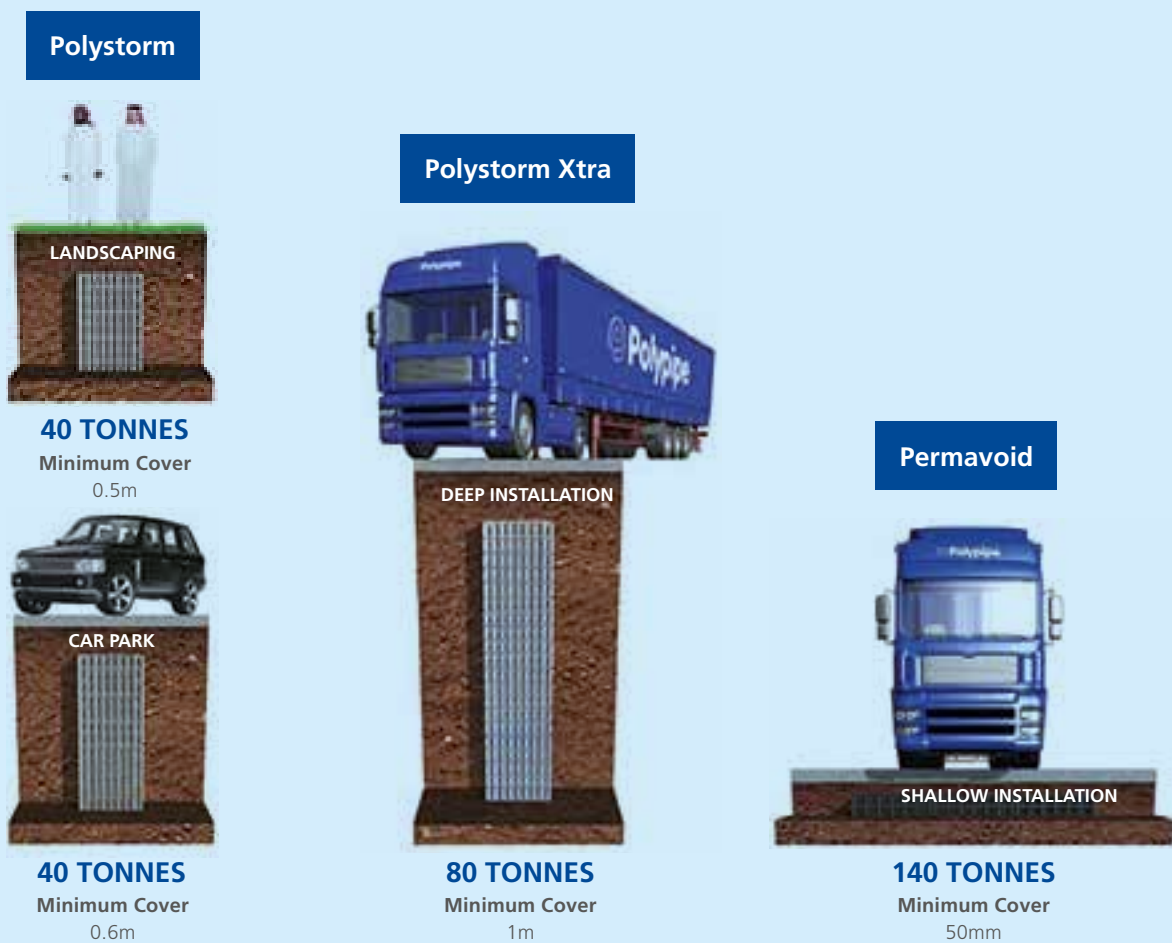 Polystorm
LANDSCAPING
40 TONNES
Minimum Cover
0.5m
CAR PARK
40 TONNES
Minimum Cover
0.6m
Polystorm Xtra
Polypipe
Polypipe
DEEP INSTALLATION
80 TONNES
Minimum Cover
1m
Permavoid
Polypipe
SHALLOW INSTALLATION
140 TONNES
Minimum Cover
50mm